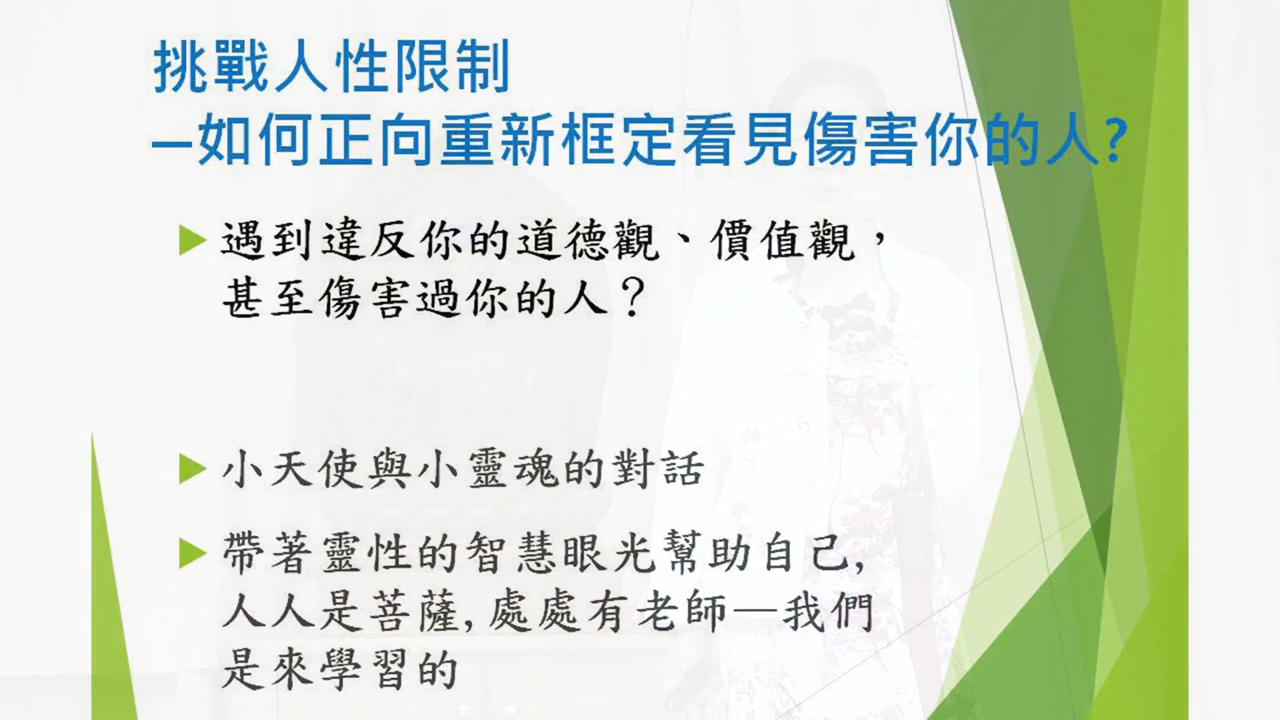 挑戰人性限制
—如何正向重新框定看見傷害你的人?
遇到違反你的道德觀、價值觀，
甚至傷害過你的人？
小天使與小靈魂的對話
帶著靈性的智慧眼光幫助自己,
人人是菩薩,處處有老師—我們
是來學習的